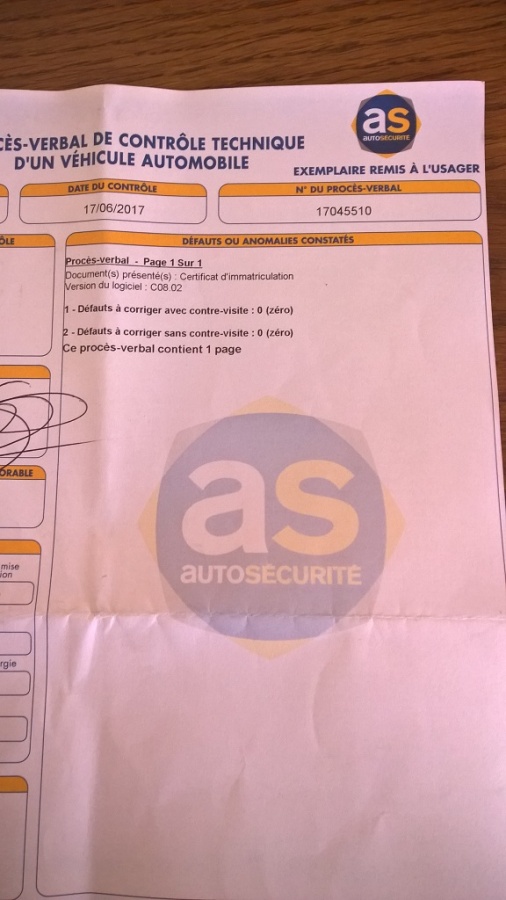 CÈS-VERBAL DE CONTRÔLE TECHNIQUE
D'UN VÉHICULE AUTOMOBILE
as
AUTOSÉCURITÉ
EXEMPLAIRE REMIS À L'USAGER
DATE DU CONTRÔLE
17/06/2017
N° DU PROCÈS-VERBAL
17045510
ÔLE
DÉFAUTS OU ANOMALIES CONSTATÉS
Procès-verbal - Page 1 Sur 1
Document(s) présenté(s) : Certificat d'immatriculation
Version du logiciel : C08.02
1 - Défauts à corriger avec contre-visite : 0 (zéro)
2 - Défauts à corriger sans contre-visite : 0 (zéro)
Ce procès-verbal contient 1 page
ORABLE
as
AUTOSÉCURITÉ
mise
ion
rgie